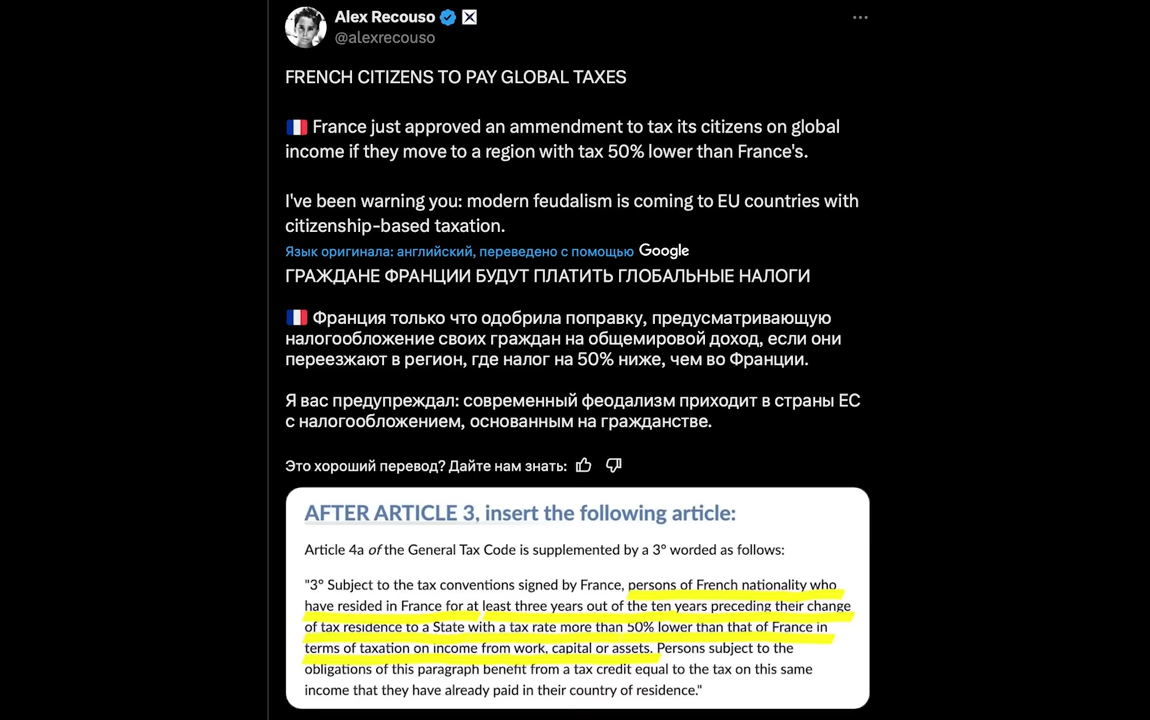 Alex Recouso
@alexrecouso
FRENCH CITIZENS TO PAY GLOBAL TAXES
🇫🇷 France just approved an ammendment to tax its citizens on global
income if they move to a region with tax 50% lower than France's.
I've been warning you: modern feudalism is coming to EU countries with
citizenship-based taxation.
Язык оригинала: английский, переведено с помощью Google
ГРАЖДАНЕ ФРАНЦИИ БУДУТ ПЛАТИТЬ ГЛОБАЛЬНЫЕ НАЛОГИ
🇫🇷 Франция только что одобрила поправку, предусматривающую
налогообложение своих граждан на общемировой доход, если они
переезжают в регион, где налог на 50% ниже, чем во Франции.
Я вас предупреждал: современный феодализм приходит в страны ЕС
с налогообложением, основанным на гражданстве.
Это хороший перевод? Дайте нам знать:
AFTER ARTICLE 3, insert the following article:
Article 4a of the General Tax Code is supplemented by a 3° worded as follows:
"3° Subject to the tax conventions signed by France, persons of French nationality who
have resided in France for at least three years out of the ten years preceding their change
of tax residence to a State with a tax rate more than 50% lower than that of France in
terms of taxation on income from work, capital or assets. Persons subject to the
obligations of this paragraph benefit from a tax credit equal to the tax on this same
income that they have already paid in their country of residence."